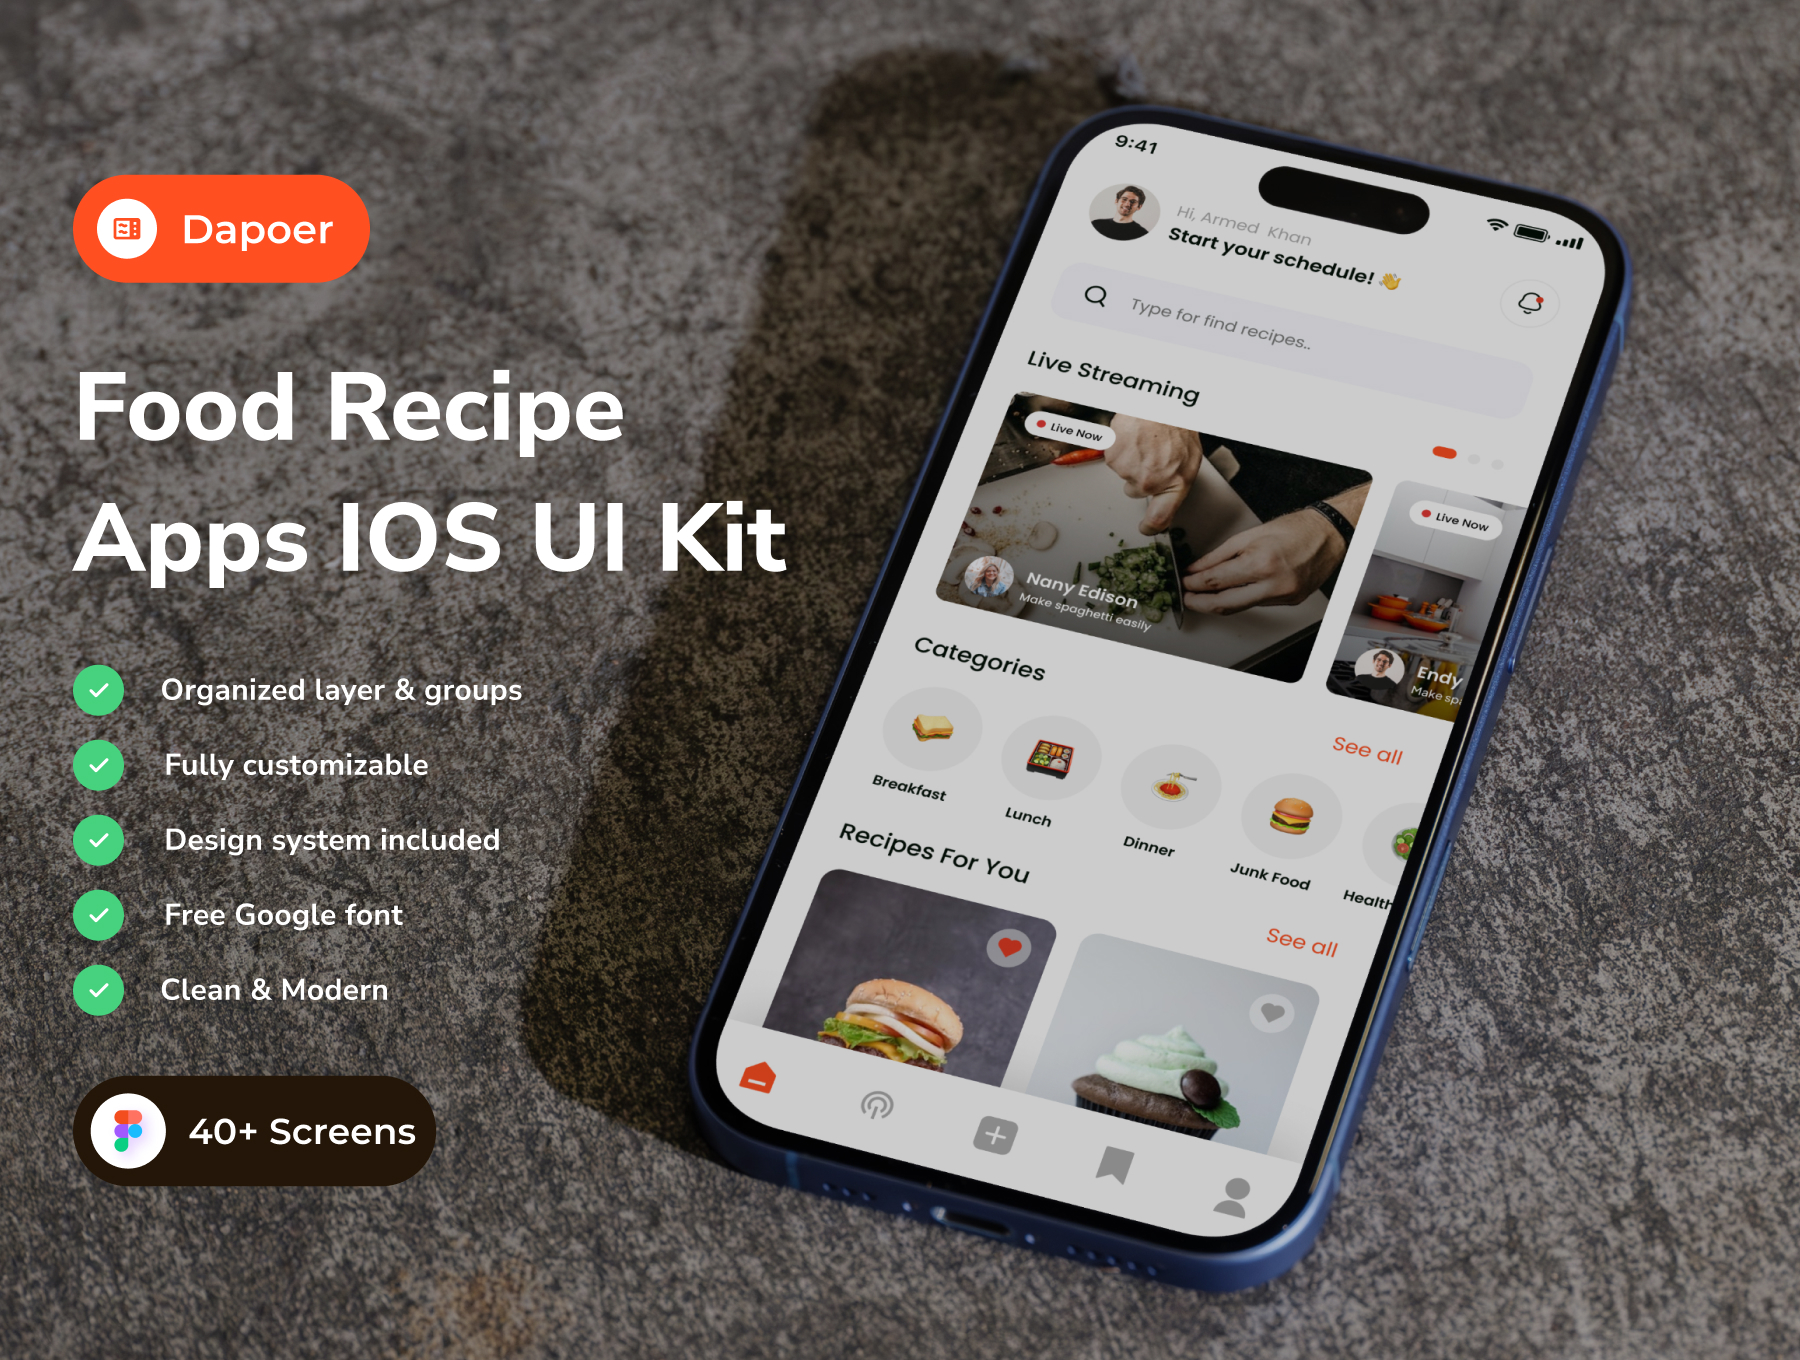 Dapoer
Food Recipe
Apps IOS UI Kit
Organized layer & groups
Fully customizable
Design system included
Free Google font
Clean & Modern
40+ Screens
9:41
Hi, Armed Khan
Start your schedule! 👋
Type for find recipes..
Live Streaming
Live Now
Nany Edison
Make spaghetti easily
Live Now
Endy
Make sp
Categories
See all
Breakfast
Lunch
Dinner
Junk Food
Health
Recipes For You
See all